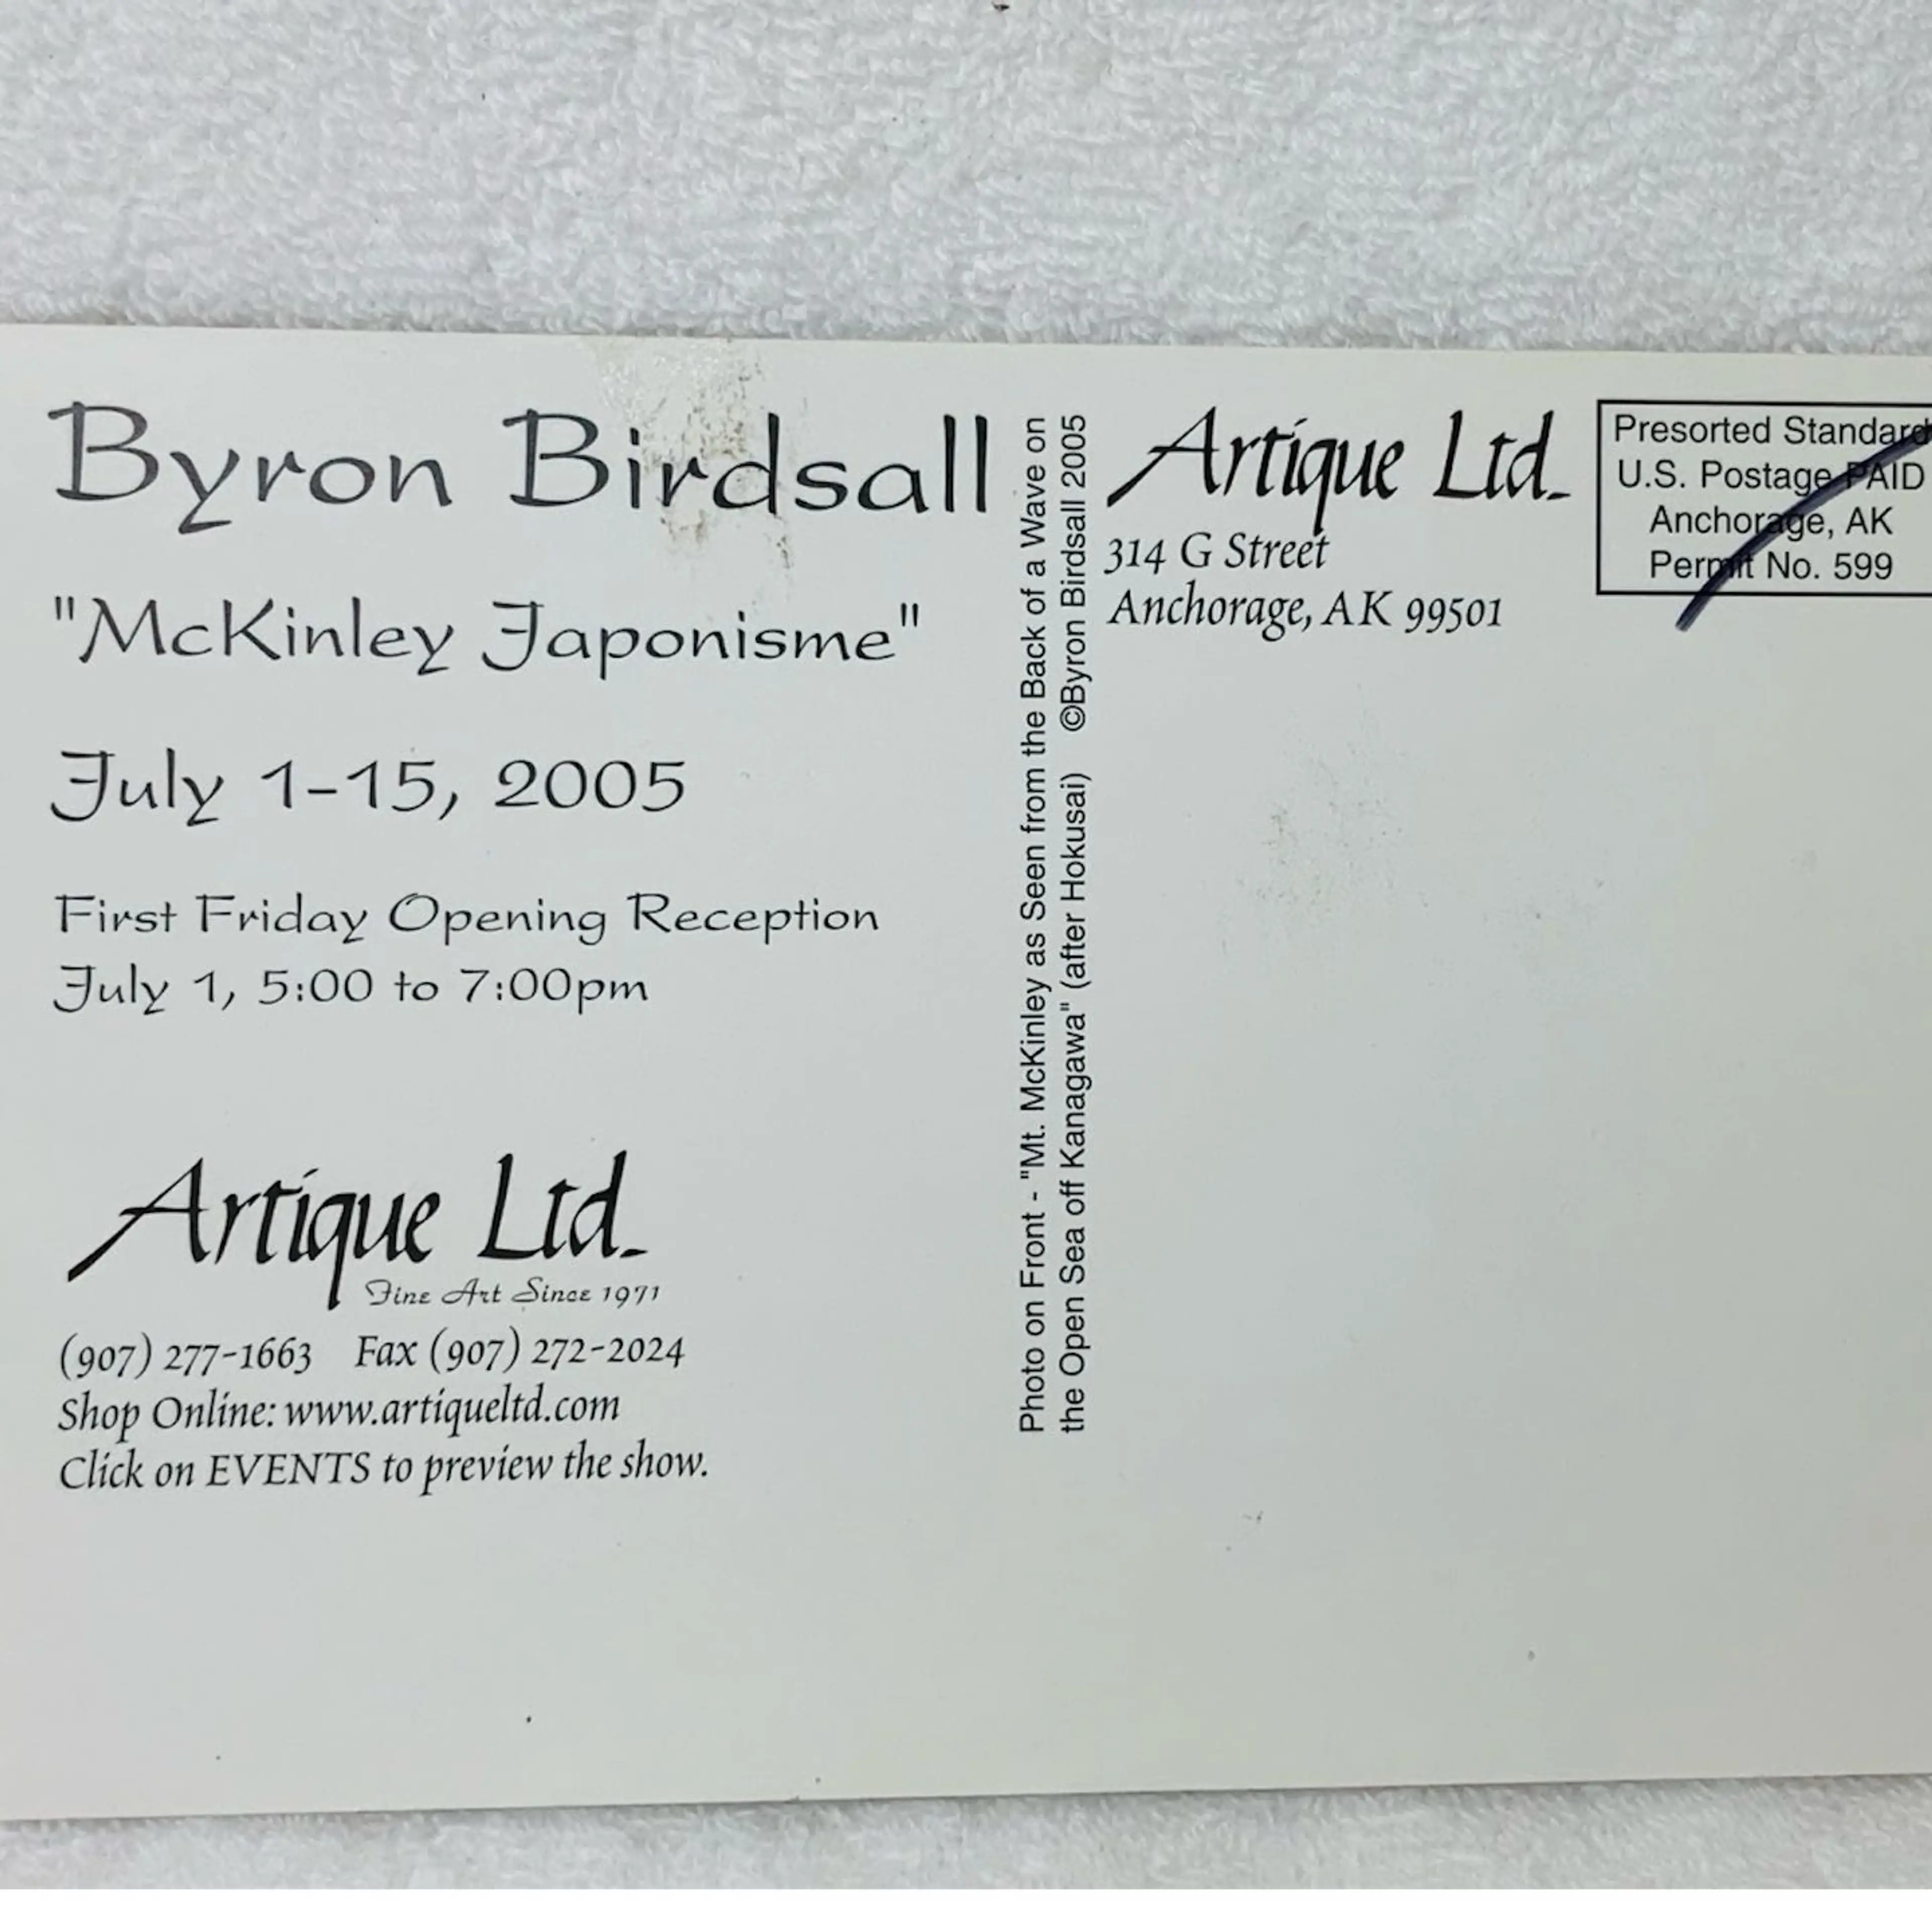 Byron Birdsall
"McKinley Japonisme"
July 1-15, 2005
First Friday Opening Reception
July 1, 5:00 to 7:00pm
Artique Ltd.
Fine Art Since 1971
(907) 277-1663 Fax (907) 272-2024
Shop Online: www.artiqueltd.com
Click on EVENTS to preview the show.
Photo on Front - "Mt. McKinley as Seen from the Back of a Wave on
the Open Sea off Kanagawa" (after Hokusai) ©Byron Birdsall 2005
Artique Ltd.
314 G Street
Anchorage, AK 99501
Presorted Standard
U.S. Postage PAID
Anchorage, AK
Permit No. 599